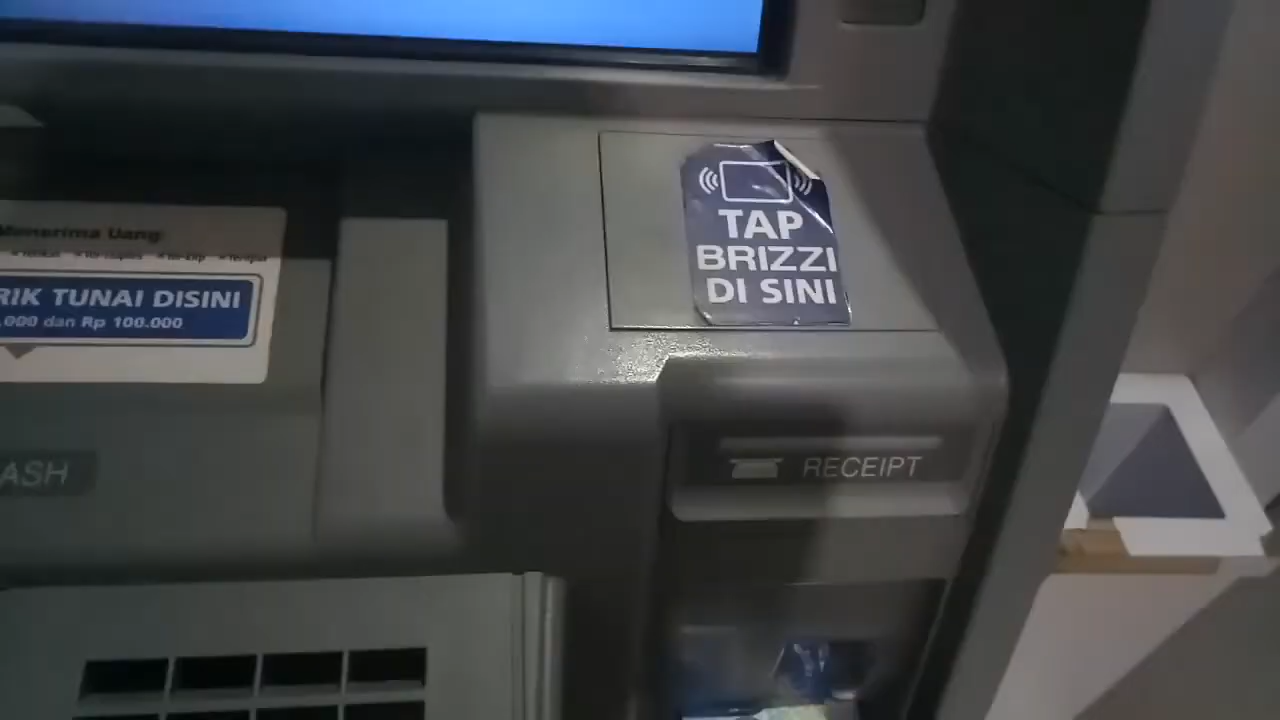 Menerima Uang
RIK TUNAI DISINI
.000 dan Rp 100.000
ASH
TAP
BRIZZI
DI SINI
RECEIPT